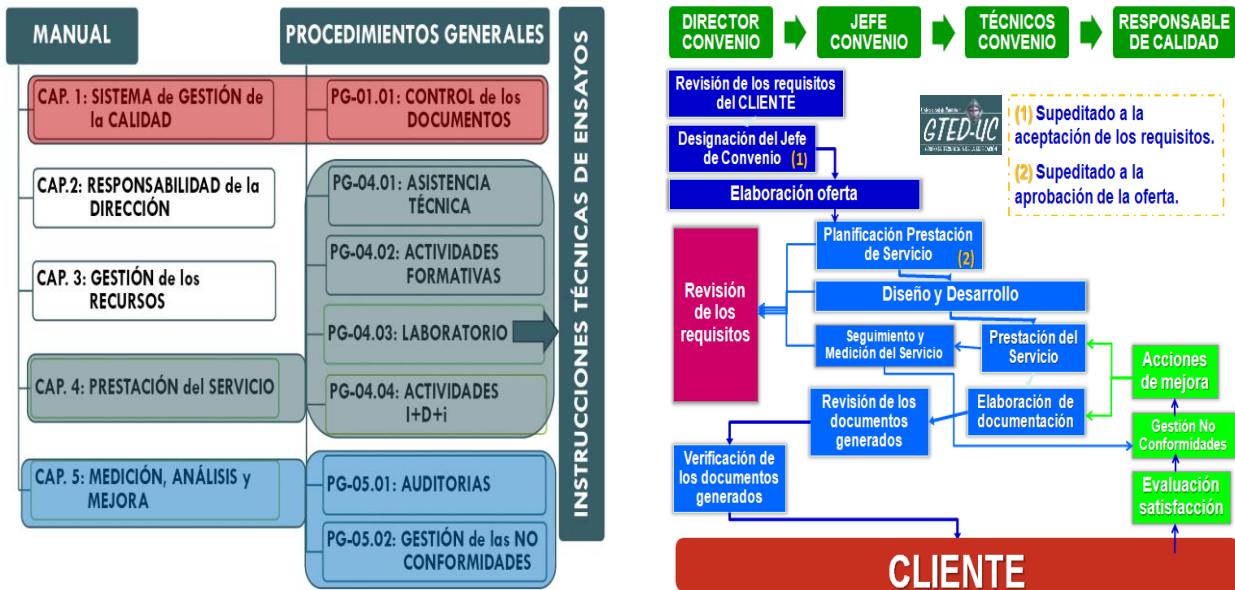 MANUAL
PROCEDIMIENTOS GENERALES
CAP. 1: SISTEMA de GESTIÓN de
la CALIDAD
PG-01.01: CONTROL de los
DOCUMENTOS
CAP.2: RESPONSABILIDAD de la
DIRECCIÓN
PG-04.01: ASISTENCIA
TÉCNICA
PG-04.02: ACTIVIDADES
FORMATIVAS
CAP. 3: GESTIÓN de los
RECURSOS
PG-04.03: LABORATORIO
CAP. 4: PRESTACIÓN del SERVICIO
PG-04.04: ACTIVIDADES
I+D+i
CAP. 5: MEDICIÓN, ANÁLISIS y
MEJORA
PG-05.01: AUDITORIAS
PG-05.02: GESTIÓN de las NO
CONFORMIDADES
INSTRUCCIONES TÉCNICAS DE ENSAYOS
DIRECTOR
CONVENIO
JEFE
CONVENIO
TÉCNICOS
CONVENIO
RESPONSABLE
DE CALIDAD
Revisión de los requisitos
del CLIENTE
Designación del Jefe
de Convenio (1)
Elaboración oferta
GTED-UC
(1) Supeditado a la
aceptación de los requisitos.
(2) Supeditado a la
aprobación de la oferta.
Planificación Prestación
de Servicio (2)
Diseño y Desarrollo
Revisión
de los
requisitos
Seguimiento y
Medición del Servicio
Prestación del
Servicio
Acciones
de mejora
Revisión de los
documentos
generados
Elaboración de
documentación
Gestión No
Conformidades
Verificación de
los documentos
generados
Evaluación
satisfacción
CLIENTE